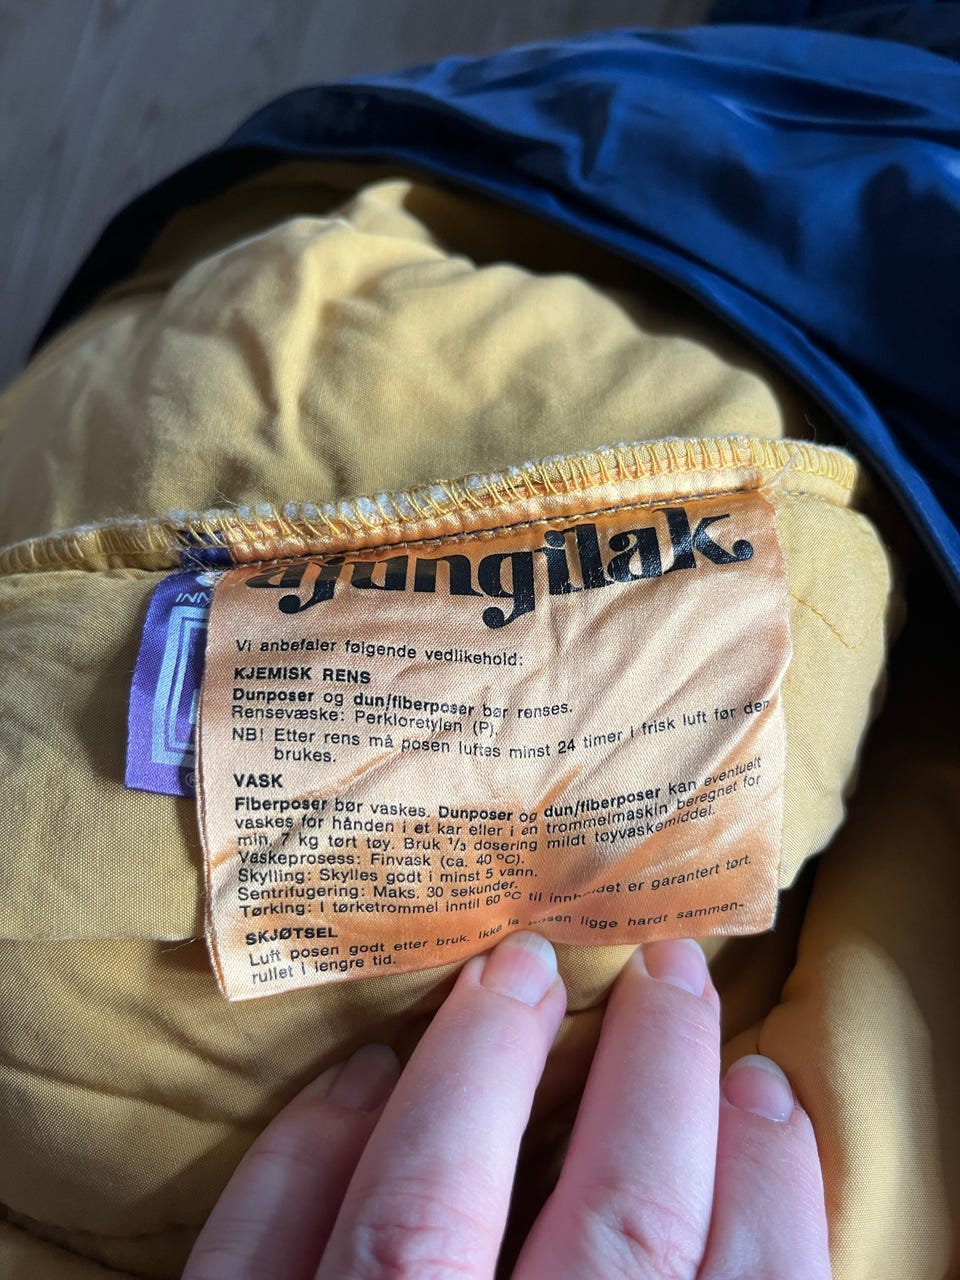 ajungilak
INN
Vi anbefaler følgende vedlikehold:
KJEMISK RENS
Dunposer og dun/fiberposer bør renses.
Rensevæske: Perkloretylen (P).
NB! Etter rens må posen luftes minst 24 timer i frisk luft før den
brukes.
VASK
Fiberposer bør vaskes. Dunposer og dun/fiberposer kan eventuelt
vaskes for hånden i et kar eller i en trommelmaskin beregnet for
min. 7 kg tørt tøy. Bruk 1/3 dosering mildt tøyvaskemiddel.
Vaskeprosess: Finvask (ca. 40 °C).
Skylling: Skylles godt i minst 5 vann.
Sentrifugering: Maks. 30 sekunder.
Tørking: I tørketrommel inntil 60 °C til innholdet er garantert tørt.
SKJØTSEL
Luft posen godt etter bruk. Ikke la posen ligge hardt sammen-
rullet i lengre tid.